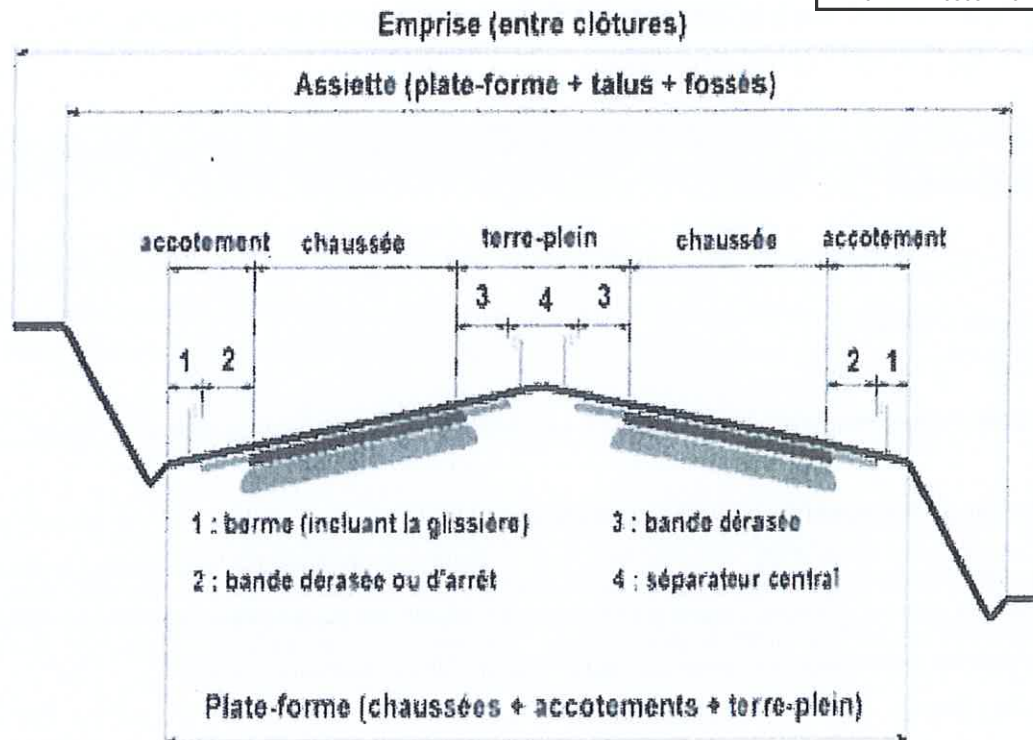 Emprise (entre clôtures)
Assiette (plate-forme + talus + fossés)
accotement chaussée terre-plein chaussée accotement
3 4 3
1 2 2 1
1 : berme (incluant la glissière) 3 : bande dérasée
2 : bande dérasée ou d'arrêt 4 : séparateur central
Plate-forme (chaussées + accotements + terre-plein)